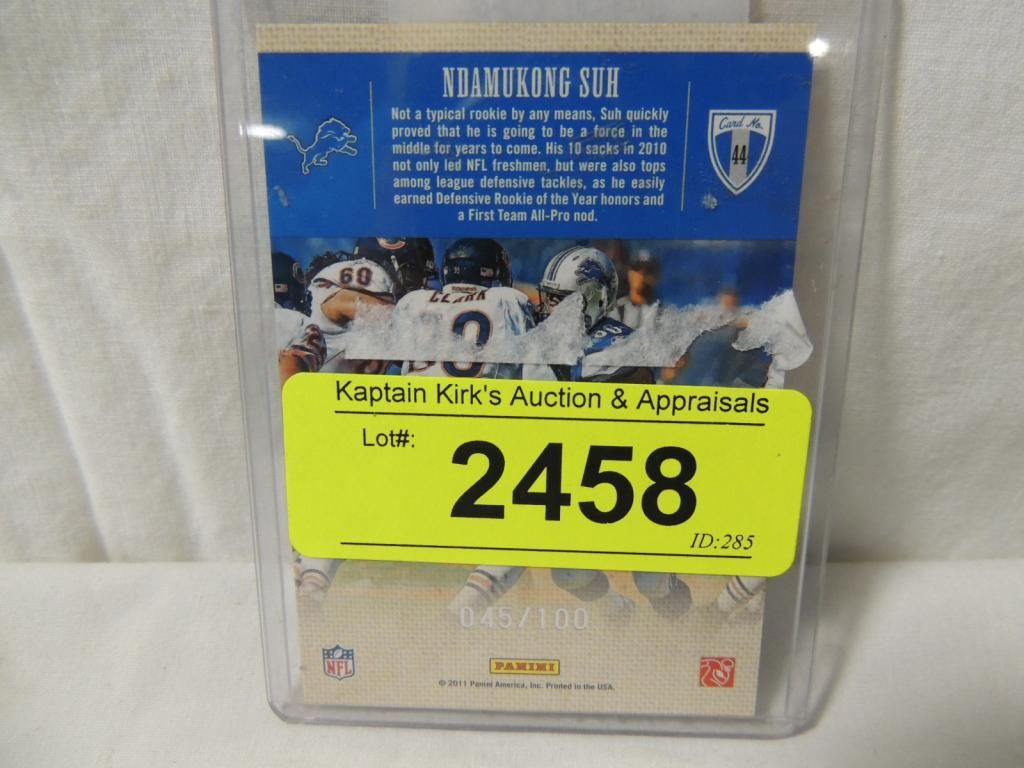 NDAMUKONG SUH
Not a typical rookie by any means, Suh quickly
proved that he is going to be a force in the
middle for years to come. His 10 sacks in 2010
not only led NFL freshmen, but were also tops
among league defensive tackles, as he easily
earned Defensive Rookie of the Year honors and
a First Team All-Pro nod.
Card No.
44
60
Kaptain Kirk's Auction & Appraisals
Lot#:
2458
ID:285
045/100
NFL
PANINI
© 2011 Panini America, Inc. Printed in the USA.